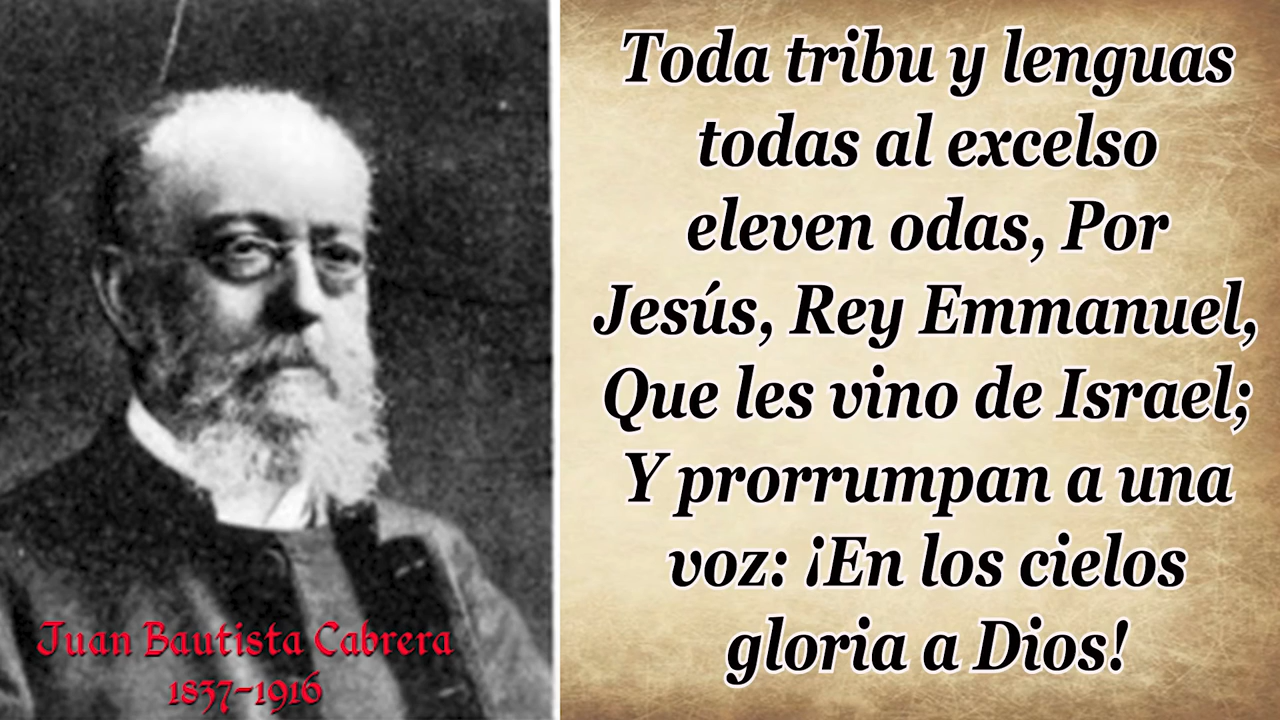 Toda tribu y lenguas
todas al excelso
eleven odas, Por
Jesús, Rey Emmanuel,
Que les vino de Israel;
Y prorrumpan a una
voz: ¡En los cielos
gloria a Dios!
Juan Bautista Cabrera
1837-1916